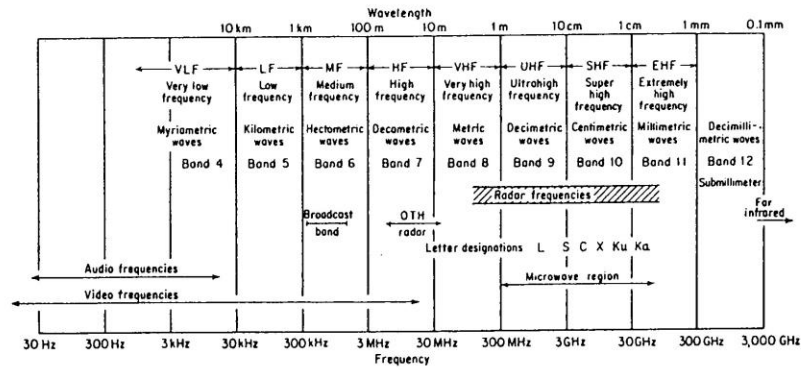 Wavelength
10 km 1 km 100 m 10 m 1 m 10cm 1 cm 1 mm 0.1mm
VLF LF MF HF VHF UHF SHF EHF
Very low Low Medium High Very high Ultrahigh Super Extremely
frequency frequency frequency frequency frequency frequency high high
frequency frequency
Myriametric Kilometric Hectometric Decametric Metric Decimetric Centimetric Millimetric Decimilli-
waves waves waves waves waves waves waves waves metric waves
Band 4 Band 5 Band 6 Band 7 Band 8 Band 9 Band 10 Band 11 Band 12
Submillimeter
Radar frequencies
Far
infrared
Broadcast
band
OTH
radar
Letter designations L S C X Ku Ka
Audio frequencies
Microwave region
Video frequencies
30 Hz 300 Hz 3 kHz 30 kHz 300 kHz 3 MHz 30 MHz 300 MHz 3 GHz 30 GHz 300 GHz 3,000 GHz
Frequency